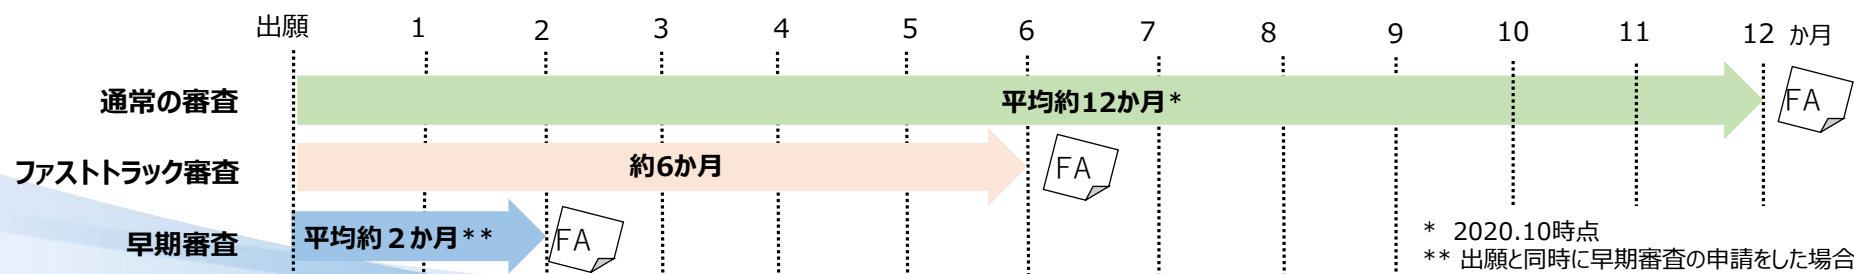 出願 1 2 3 4 5 6 7 8 9 10 11 12 か月
通常の審査 平均約12か月* FA
ファストトラック審査 約6か月 FA
早期審査 平均約２か月** FA
* 2020.10時点
** 出願と同時に早期審査の申請をした場合